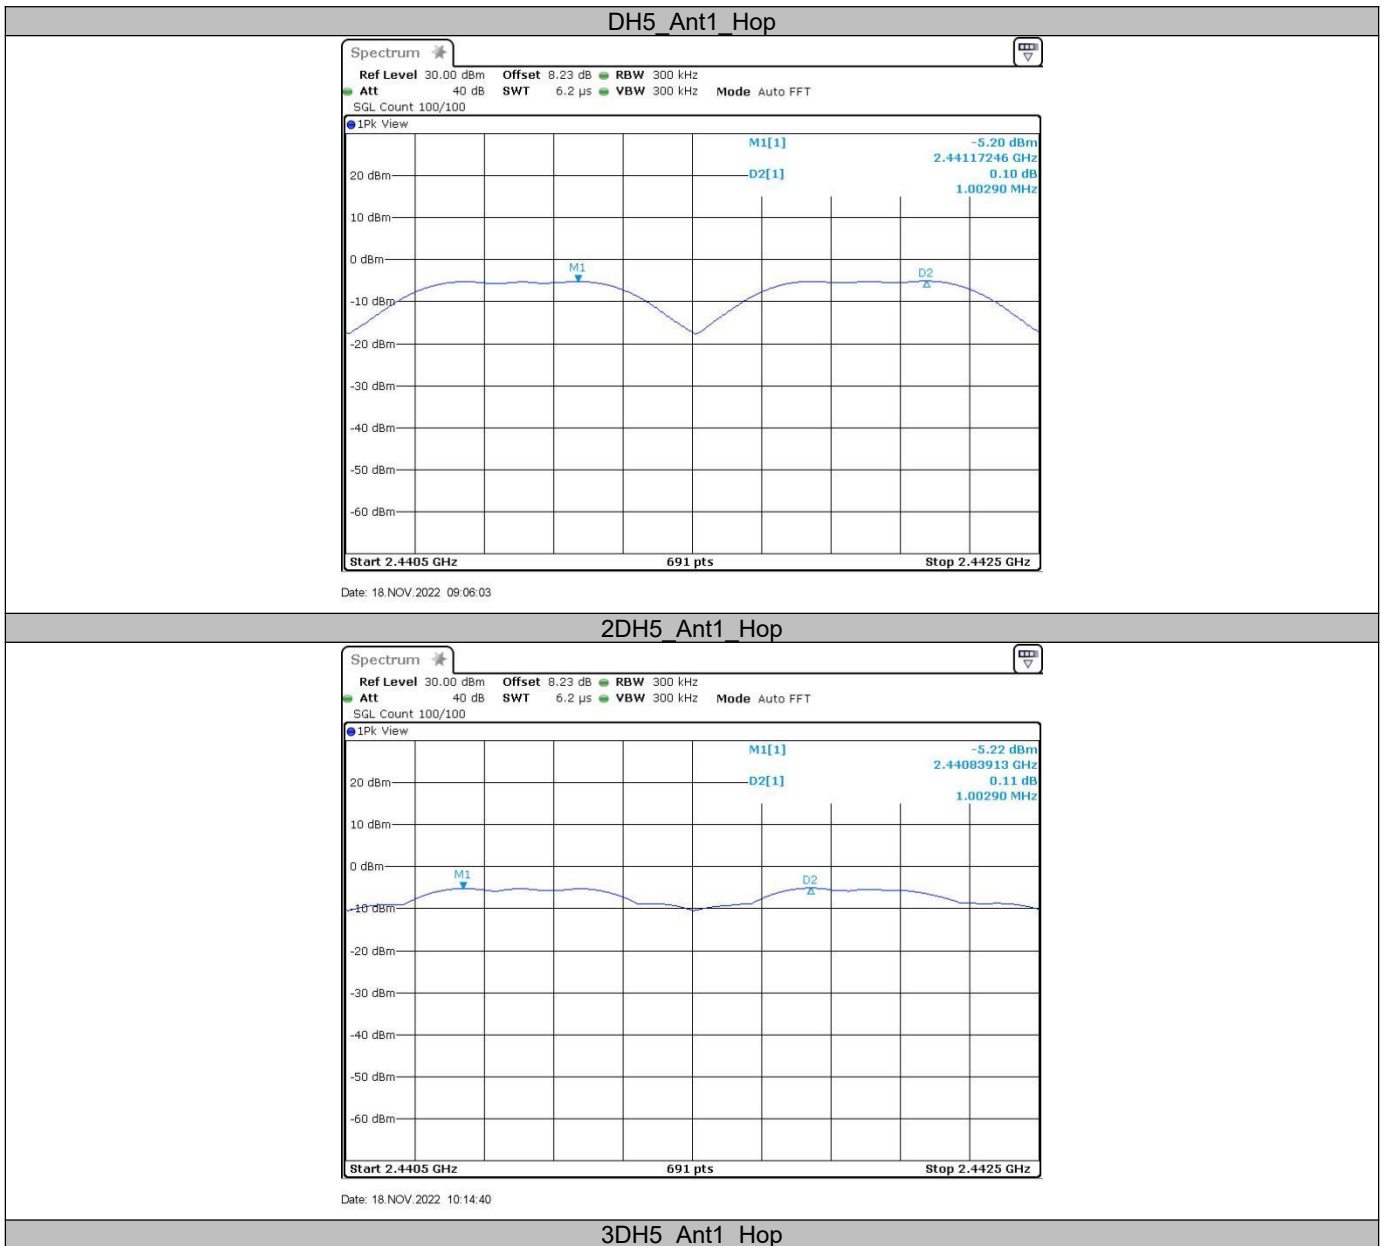 DH5_Ant1_Hop
Spectrum
Ref Level 30.00 dBm Offset 8.23 dB RBW 300 kHz
Att 40 dB SWT 6.2 µs VBW 300 kHz Mode Auto FFT
SGL Count 100/100
1Pk View
M1[1] -5.20 dBm
2.44117246 GHz
20 dBm D2[1] 0.10 dB
1.00290 MHz
10 dBm
0 dBm
M1
D2
-10 dBm
-20 dBm
-30 dBm
-40 dBm
-50 dBm
-60 dBm
Start 2.4405 GHz 691 pts Stop 2.4425 GHz
Date: 18.NOV.2022 09:06:03
2DH5_Ant1_Hop
Spectrum
Ref Level 30.00 dBm Offset 8.23 dB RBW 300 kHz
Att 40 dB SWT 6.2 µs VBW 300 kHz Mode Auto FFT
SGL Count 100/100
1Pk View
M1[1] -5.22 dBm
2.44083913 GHz
20 dBm D2[1] 0.11 dB
1.00290 MHz
10 dBm
0 dBm
M1
D2
-10 dBm
-20 dBm
-30 dBm
-40 dBm
-50 dBm
-60 dBm
Start 2.4405 GHz 691 pts Stop 2.4425 GHz
Date: 18.NOV.2022 10:14:40
3DH5_Ant1_Hop